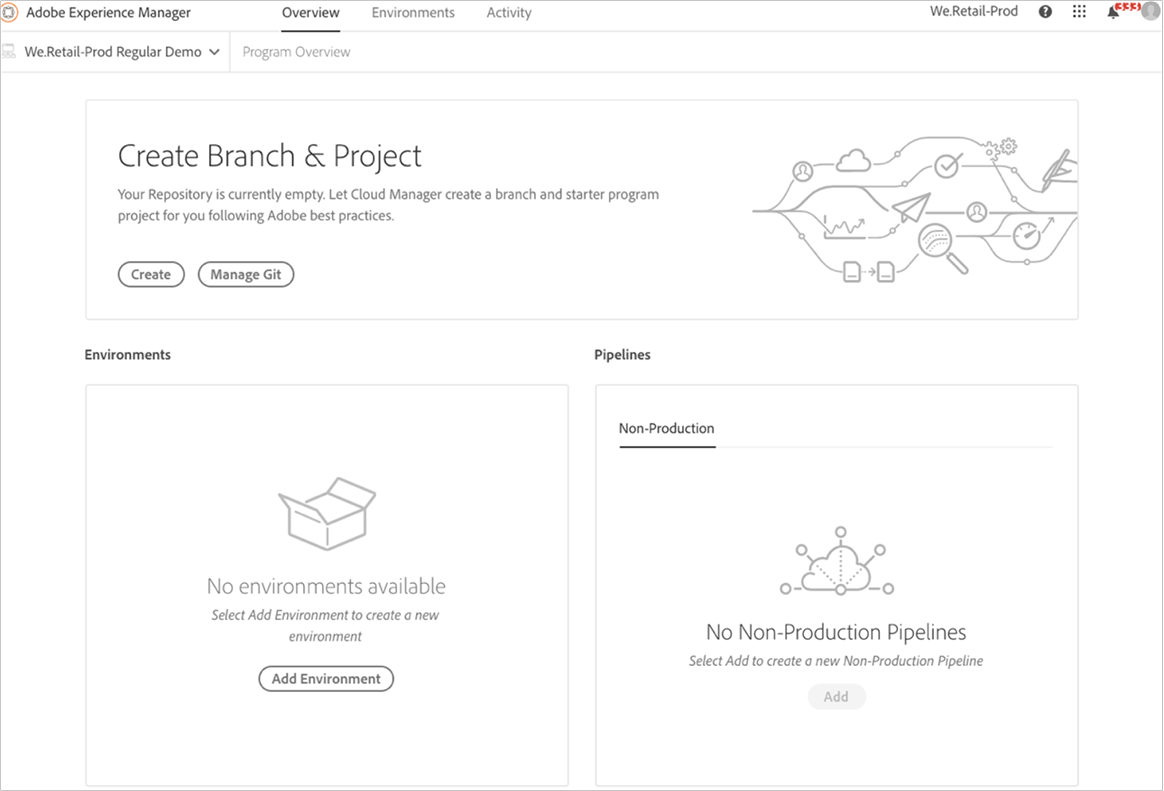 Adobe Experience Manager
Overview
Environments
Activity
We.Retail-Prod
We.Retail-Prod Regular Demo
Program Overview
Create Branch & Project
Your Repository is currently empty. Let Cloud Manager create a branch and starter program
project for you following Adobe best practices.
Create
Manage Git
Environments
Pipelines
No environments available
Select Add Environment to create a new
environment
Add Environment
Non-Production
No Non-Production Pipelines
Select Add to create a new Non-Production Pipeline
Add